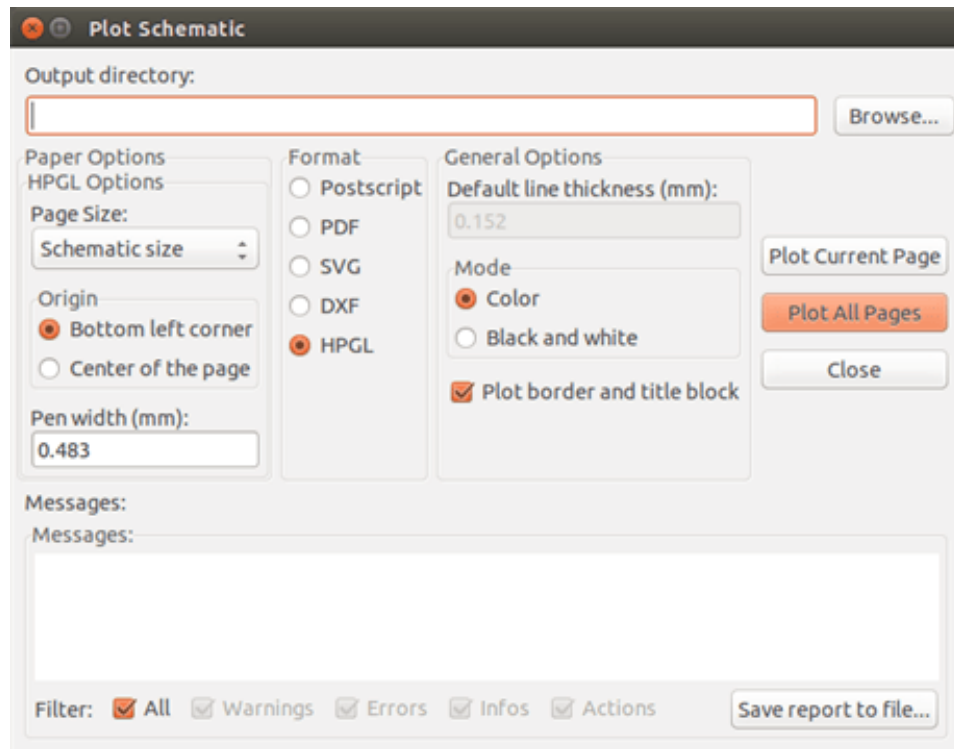 Plot Schematic
Output directory:
Browse...
Paper Options
HPGL Options
Page Size:
Schematic size
Origin
Bottom left corner
Center of the page
Pen width (mm):
0.483
Format
Postscript
PDF
SVG
DXF
HPGL
General Options
Default line thickness (mm):
0.152
Mode
Color
Black and white
Plot border and title block
Plot Current Page
Plot All Pages
Close
Messages:
Messages:
Filter: All Warnings Errors Infos Actions Save report to file...